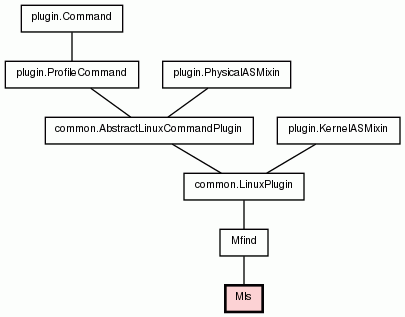 plugin.Command
plugin.ProfileCommand
plugin.PhysicalASMixin
common.AbstractLinuxCommandPlugin
plugin.KernelASMixin
common.LinuxPlugin
Mfind
Mls